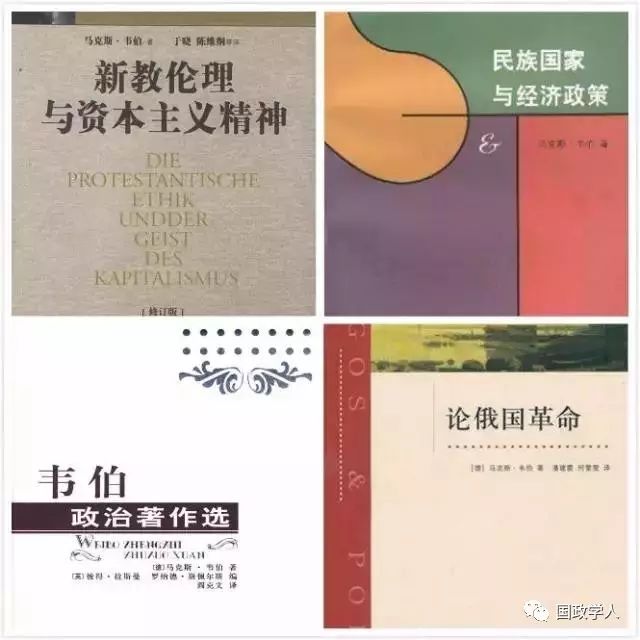 马克斯·韦伯 著 于晓 陈维纲 等译
新教伦理
与资本主义精神
DIE
PROTESTANTISCHE
ETHIK
UNDDER
GEIST
DES
KAPITALISMUS
[修订版]
民族国家
与经济政策
&
马克斯·韦伯 著
韦伯
政治著作选
WEIBO ZHENGZHI
ZHUZUO XUAN
(德)马克斯·韦伯 著
(英)彼得·拉斯曼 罗纳德·斯佩尔斯 编
阎克文 译
GOS & PO
论俄国革命
[德] 马克斯·韦伯 著 潘建雷 何雯雯 译
国政学人